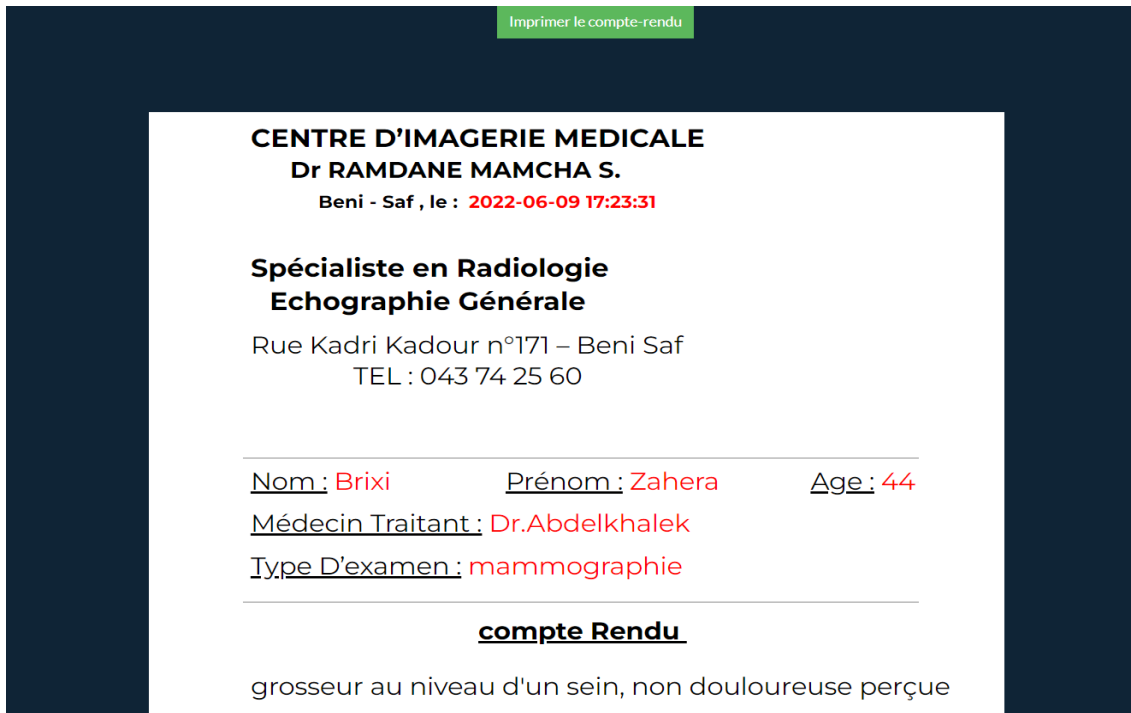 Imprimer le compte-rendu
CENTRE D’IMAGERIE MEDICALE
Dr RAMDANE MAMCHA S.
Beni - Saf , le : 2022-06-09 17:23:31
Spécialiste en Radiologie
Echographie Générale
Rue Kadri Kadour n°171 – Beni Saf
TEL : 043 74 25 60
Nom : Brixi Prénom : Zahera Age : 44
Médecin Traitant : Dr.Abdelkhalek
Type D’examen : mammographie
compte Rendu
grosseur au niveau d'un sein, non douloureuse perçue